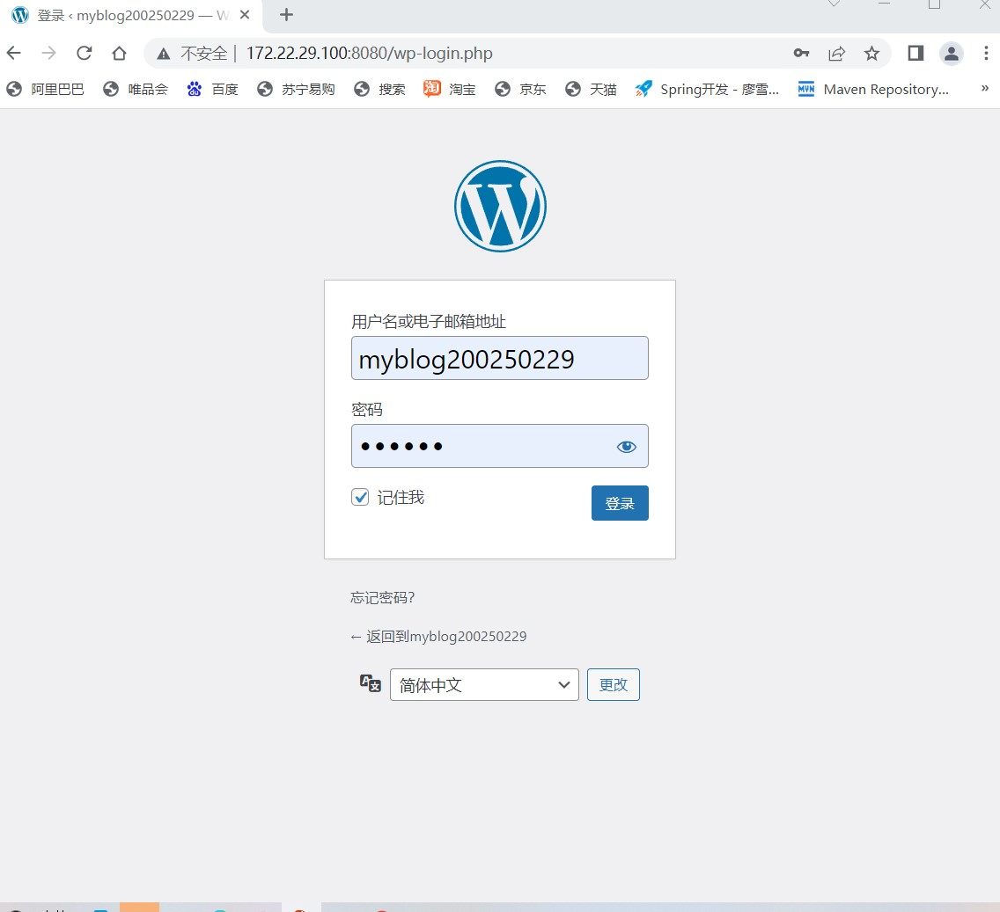 登录 ‹ myblog200250229 — W
不安全 | 172.22.29.100:8080/wp-login.php
阿里巴巴 唯品会 百度 苏宁易购 搜索 淘 淘宝 京东 天猫 Spring开发 - 廖雪... MVN Maven Repository... »
用户名或电子邮箱地址
myblog200250229
密码
••••••
记住我 登录
忘记密码?
← 返回到myblog200250229
简体中文 更改